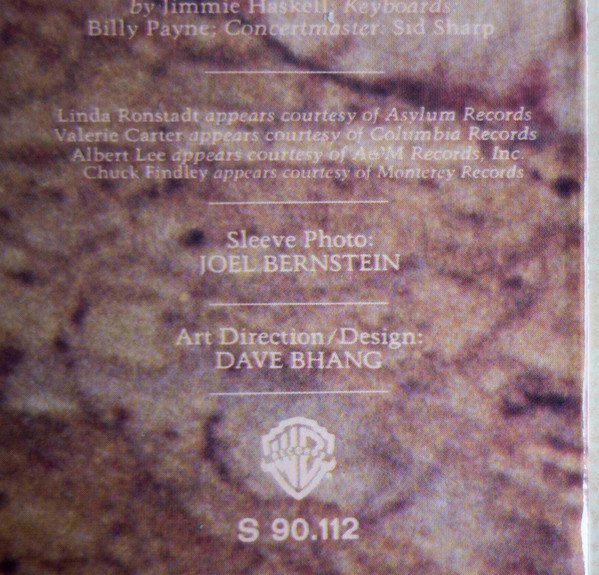 by Jimmie Haskell; Keyboards:
Billy Payne; Concertmaster: Sid Sharp
Linda Ronstadt appears courtesy of Asylum Records
Valerie Carter appears courtesy of Columbia Records
Albert Lee appears courtesy of A&M Records, Inc.
Chuck Findley appears courtesy of Monterey Records
Sleeve Photo:
JOEL BERNSTEIN
Art Direction/Design:
DAVE BHANG
WB
RECORDS
S 90.112